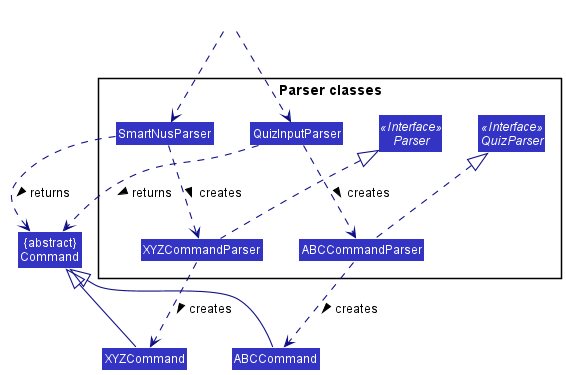 Parser classes
SmartNusParser
QuizInputParser
«Interface»
Parser
«Interface»
QuizParser
returns
returns
creates
creates
{abstract}
Command
XYZCommandParser
ABCCommandParser
creates
creates
XYZCommand
ABCCommand